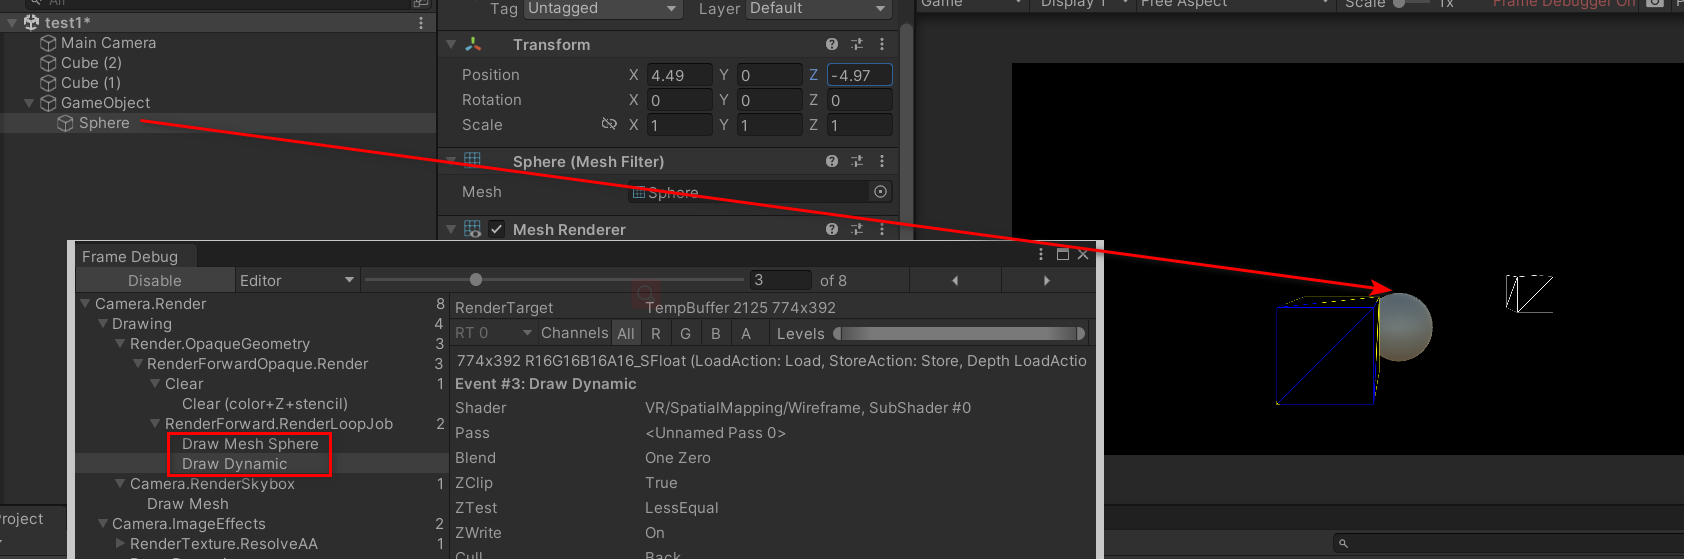 All
Tag Untagged Layer Default
Game Display 1 Free Aspect Scale 1x Frame Debugger On
test1*
Main Camera
Cube (2)
Cube (1)
GameObject
Sphere
Transform
Position X 4.49 Y 0 Z -4.97
Rotation X 0 Y 0 Z 0
Scale X 1 Y 1 Z 1
Sphere (Mesh Filter)
Mesh Sphere
Mesh Renderer
Frame Debug
Disable Editor 3 of 8
Camera.Render 8
Drawing 4
Render.OpaqueGeometry 3
RenderForwardOpaque.Render 3
Clear 1
Clear (color+Z+stencil)
RenderForward.RenderLoopJob 2
Draw Mesh Sphere
Draw Dynamic
Camera.RenderSkybox 1
Draw Mesh
Camera.ImageEffects 2
RenderTexture.ResolveAA 1
RenderTarget TempBuffer 2125 774x392
RT 0 Channels All R G B A Levels
774x392 R16G16B16A16_SFloat (LoadAction: Load, StoreAction: Store, Depth LoadActio
Event #3: Draw Dynamic
Shader VR/SpatialMapping/Wireframe, SubShader #0
Pass <Unnamed Pass 0>
Blend One Zero
ZClip True
ZTest LessEqual
ZWrite On
Cull Back
roject